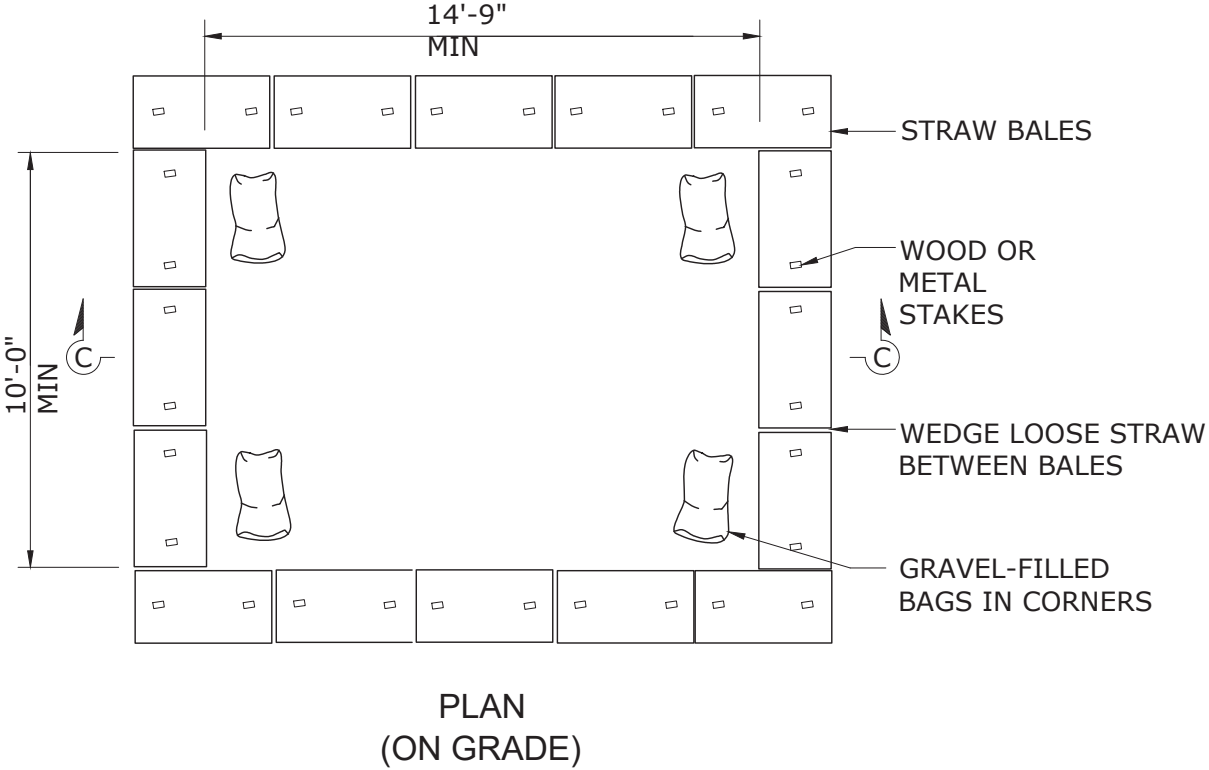 14'-9"
MIN
STRAW BALES
WOOD OR
METAL
STAKES
10'-0"
MIN
C
C
WEDGE LOOSE STRAW
BETWEEN BALES
GRAVEL-FILLED
BAGS IN CORNERS
PLAN
(ON GRADE)